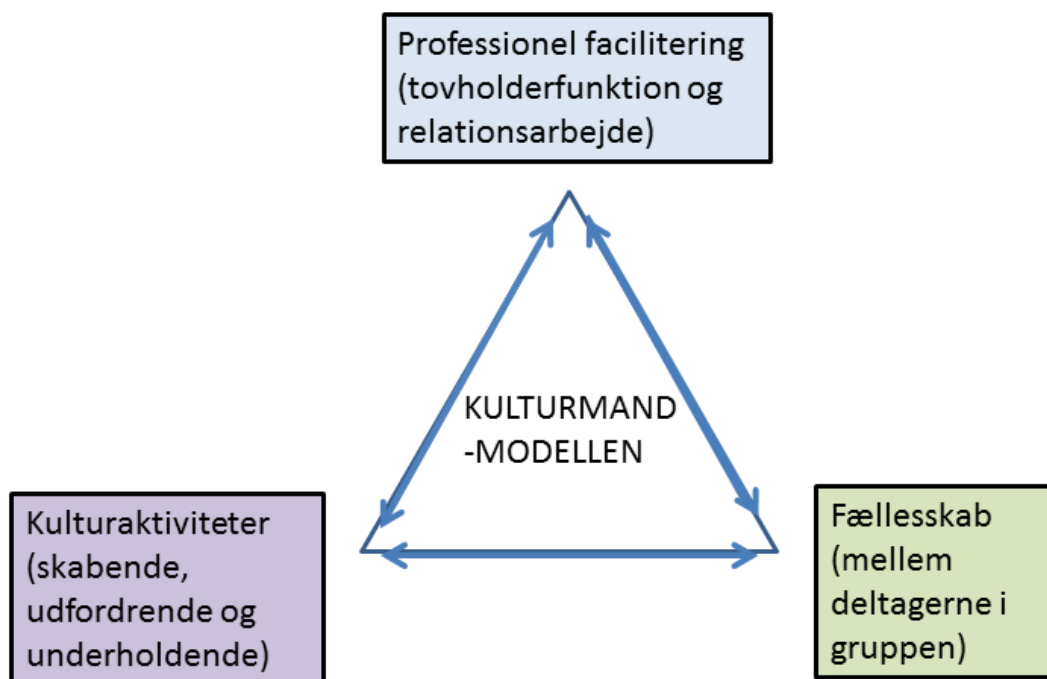 Professionel facilitering
(tovholderfunktion og
relationsarbejde)
KULTURMAND
-MODELLEN
Kulturaktiviteter
(skabende,
udfordrende og
underholdende)
Fællesskab
(mellem
deltagerne i
gruppen)